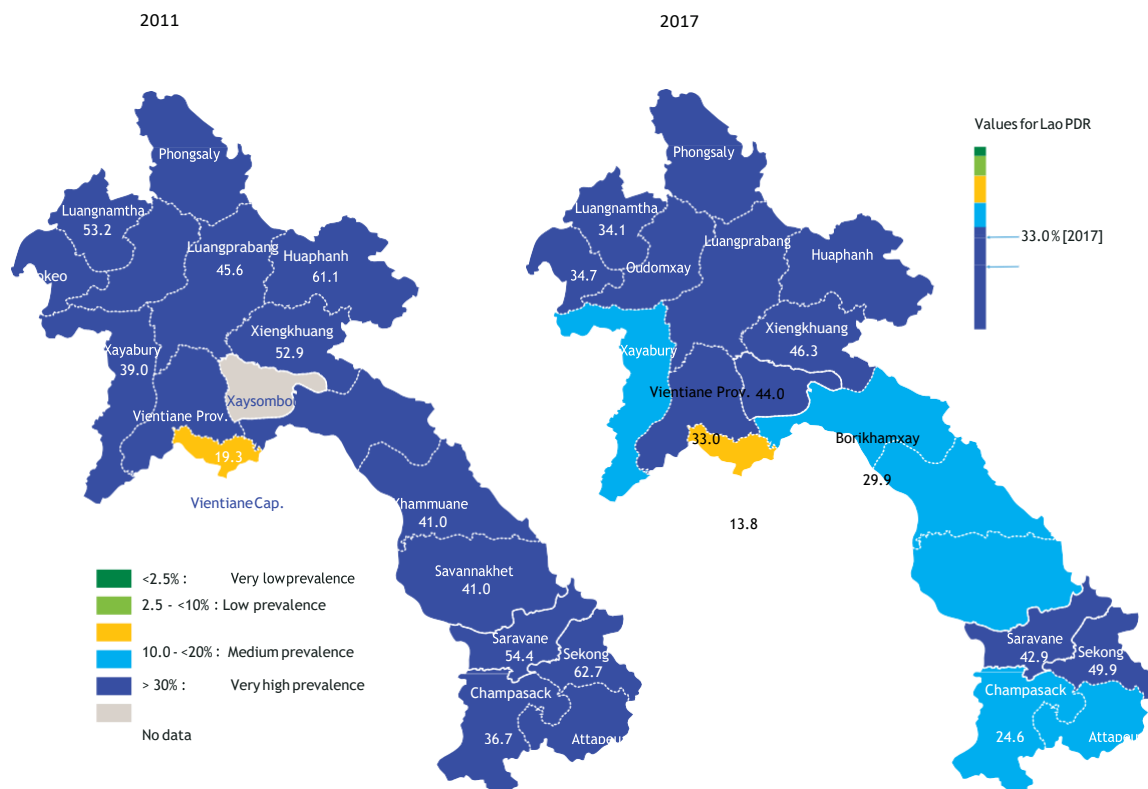 2011
2017
Values for Lao PDR
33.0% [2017]
Phongsaly
Luangnamtha
53.2
Luangprabang
45.6
Huaphanh
61.1
okeo
Xiengkhuang
52.9
Xayabury
39.0
Xaysombo
Vientiane Prov.
19.3
Vientiane Cap.
Khammuane
41.0
Savannakhet
41.0
Saravane
54.4
Sekong
62.7
Champasack
36.7
Attapeu
Phongsaly
Luangnamtha
34.1
Luangprabang
Huaphanh
34.7
Oudomxay
Xiengkhuang
46.3
Xayabury
Vientiane Prov.
44.0
33.0
Borikhamxay
29.9
13.8
Saravane
42.9
Sekong
49.9
Champasack
24.6
Attapeu
<2.5% : Very low prevalence
2.5 - <10% : Low prevalence
10.0 - <20% : Medium prevalence
> 30% : Very high prevalence
No data